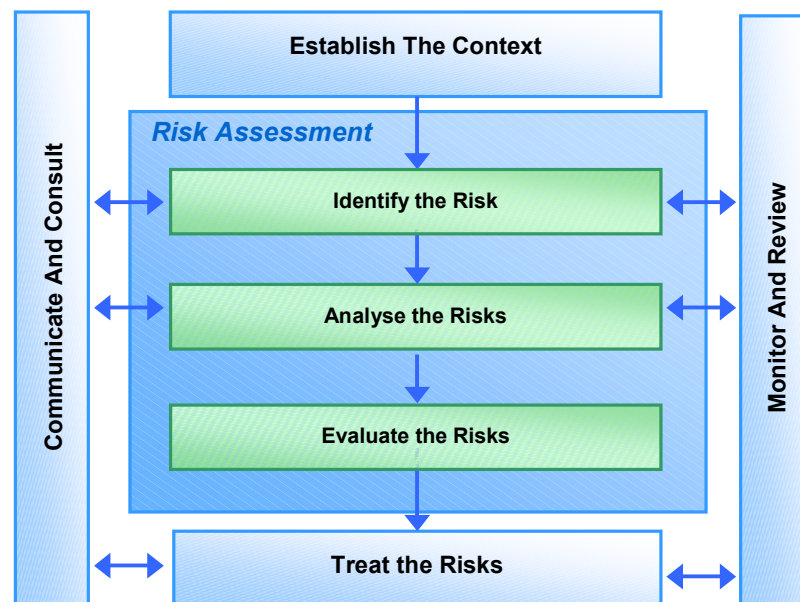 Establish The Context
Risk Assessment
Communicate And Consult
Identify the Risk
Analyse the Risks
Evaluate the Risks
Treat the Risks
Monitor And Review